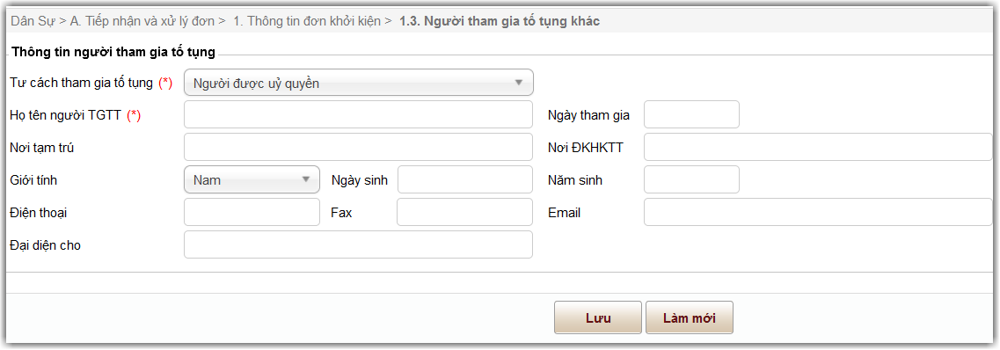 Dân Sự > A. Tiếp nhận và xử lý đơn > 1. Thông tin đơn khởi kiện > 1.3. Người tham gia tố tụng khác
Thông tin người tham gia tố tụng
Tư cách tham gia tố tụng (*) Người được uỷ quyền
Họ tên người TGTT (*) Ngày tham gia
Nơi tạm trú Nơi ĐKHKTT
Giới tính Nam Ngày sinh Năm sinh
Điện thoại Fax Email
Đại diện cho
Lưu Làm mới